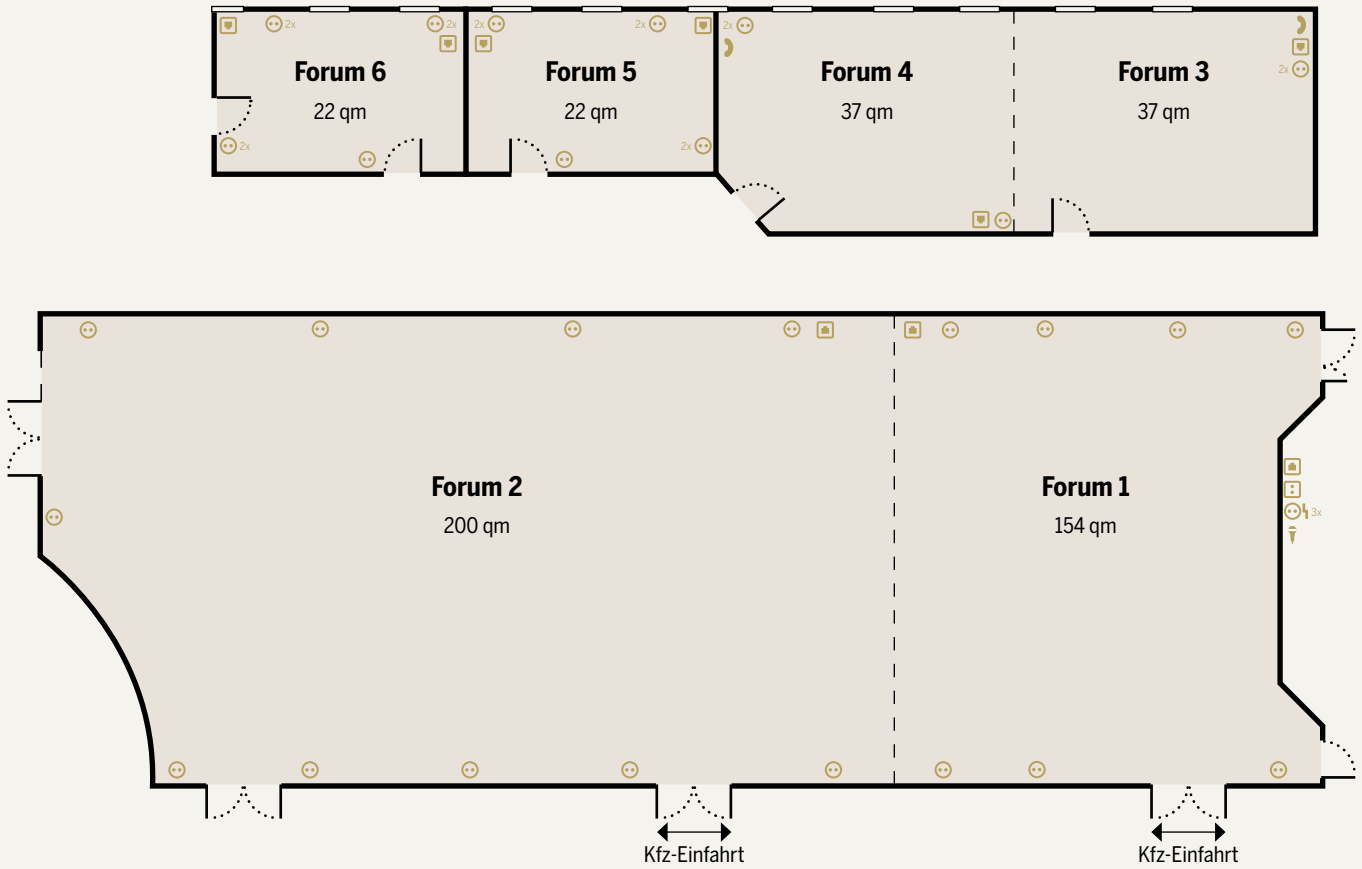 2x
2x
2x
2x
2x
Forum 6
Forum 5
Forum 4
Forum 3
2x
22 qm
22 qm
37 qm
37 qm
2x
2x
Forum 2
Forum 1
3x
200 qm
154 qm
Kfz-Einfahrt
Kfz-Einfahrt